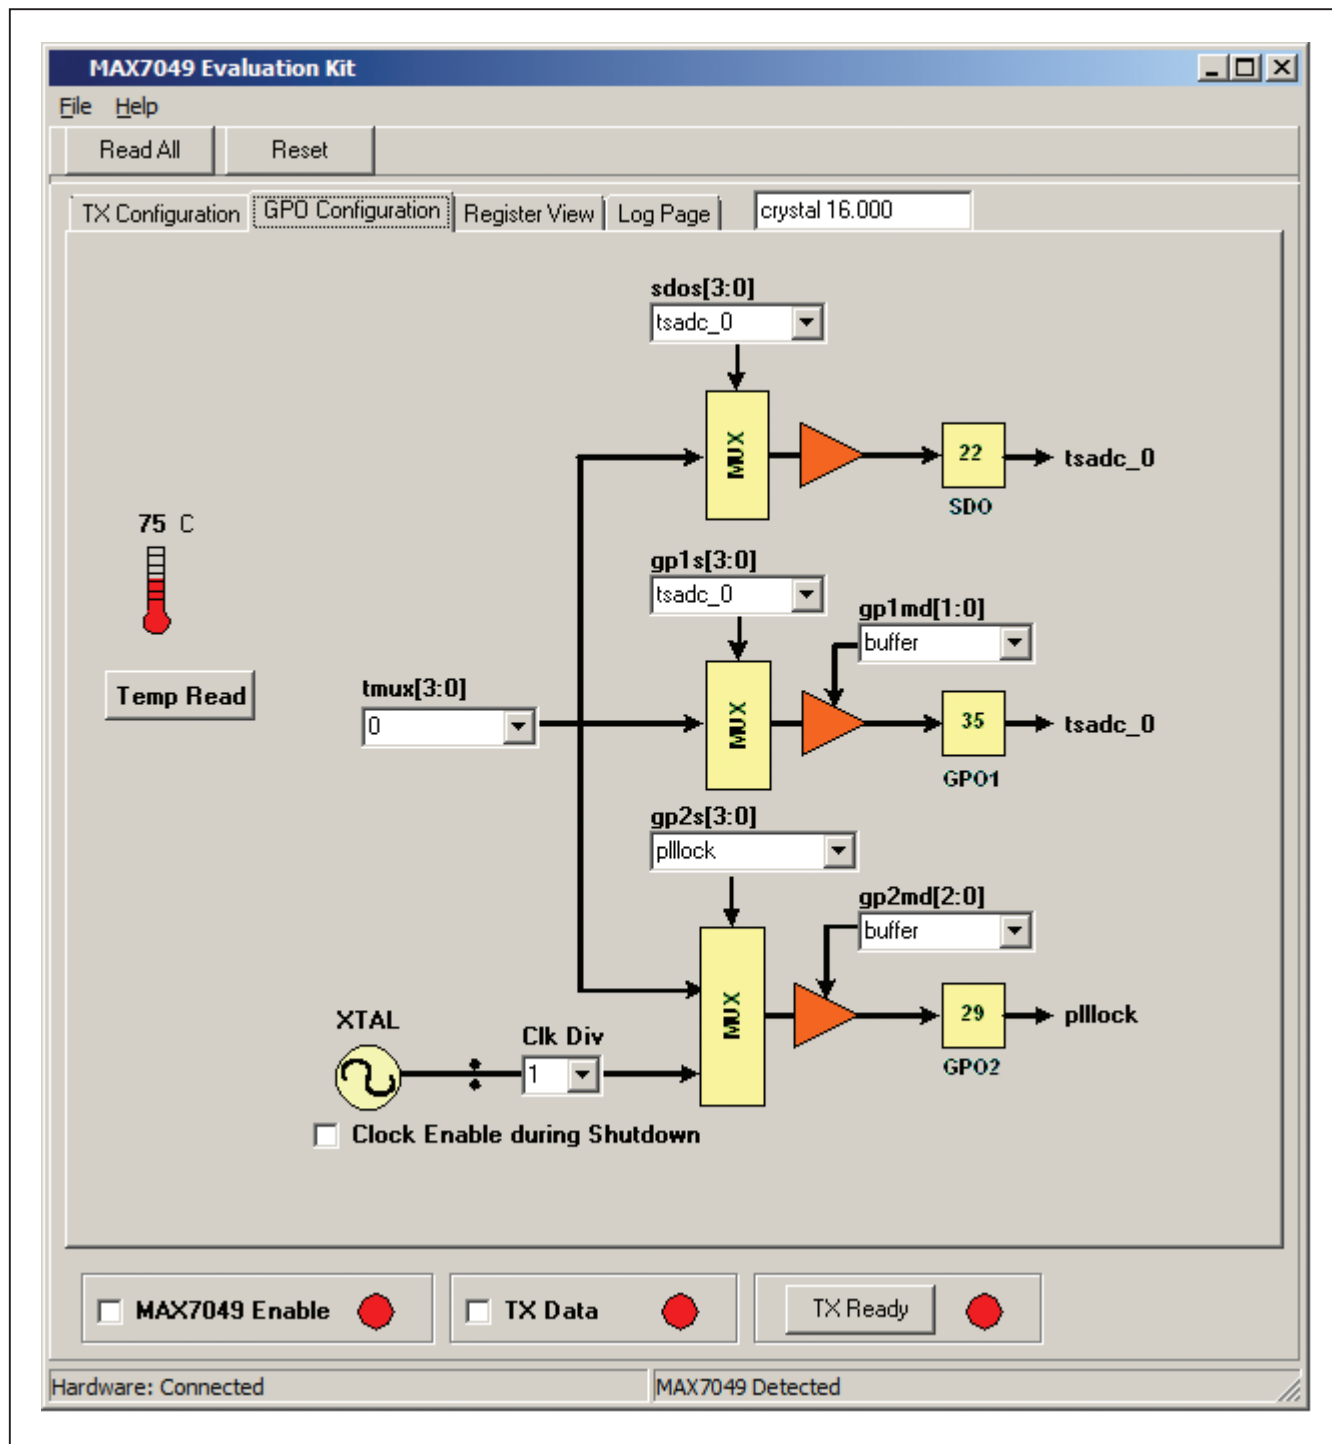 MAX7049 Evaluation Kit
File Help
Read All Reset
TX Configuration GPO Configuration Register View Log Page crystal 16.000
sdos[3:0]
tsadc_0
MUX
22
tsadc_0
SDO
75 C
gp1s[3:0]
tsadc_0
gp1md[1:0]
buffer
Temp Read
tmux[3:0]
0
MUX
35
tsadc_0
GPO1
gp2s[3:0]
plllock
gp2md[2:0]
buffer
MUX
29
plllock
GPO2
XTAL
Clk Div
1
Clock Enable during Shutdown
MAX7049 Enable TX Data TX Ready
Hardware: Connected MAX7049 Detected